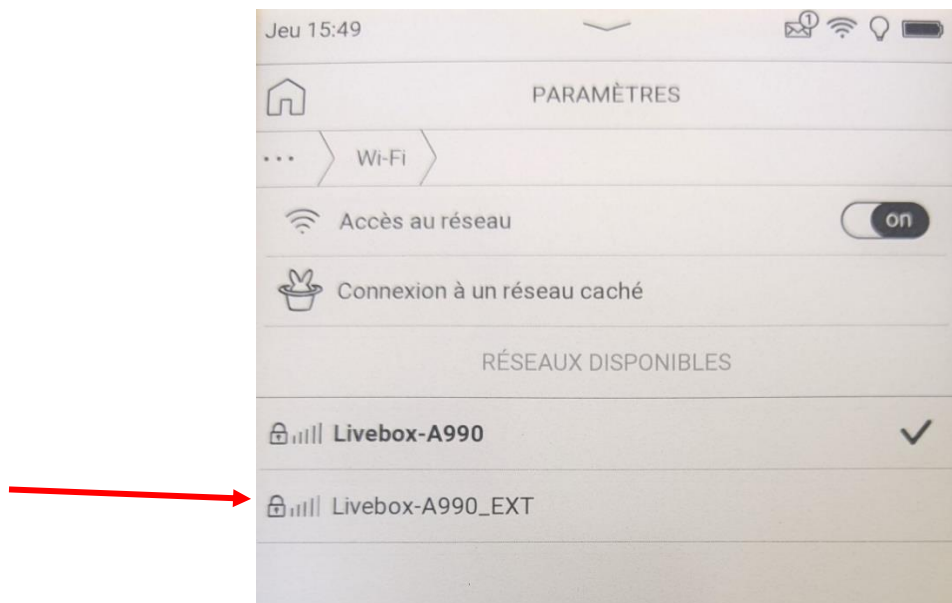 Jeu 15:49
1
PARAMÈTRES
... Wi-Fi
Accès au réseau on
Connexion à un réseau caché
RÉSEAUX DISPONIBLES
Livebox-A990
Livebox-A990_EXT